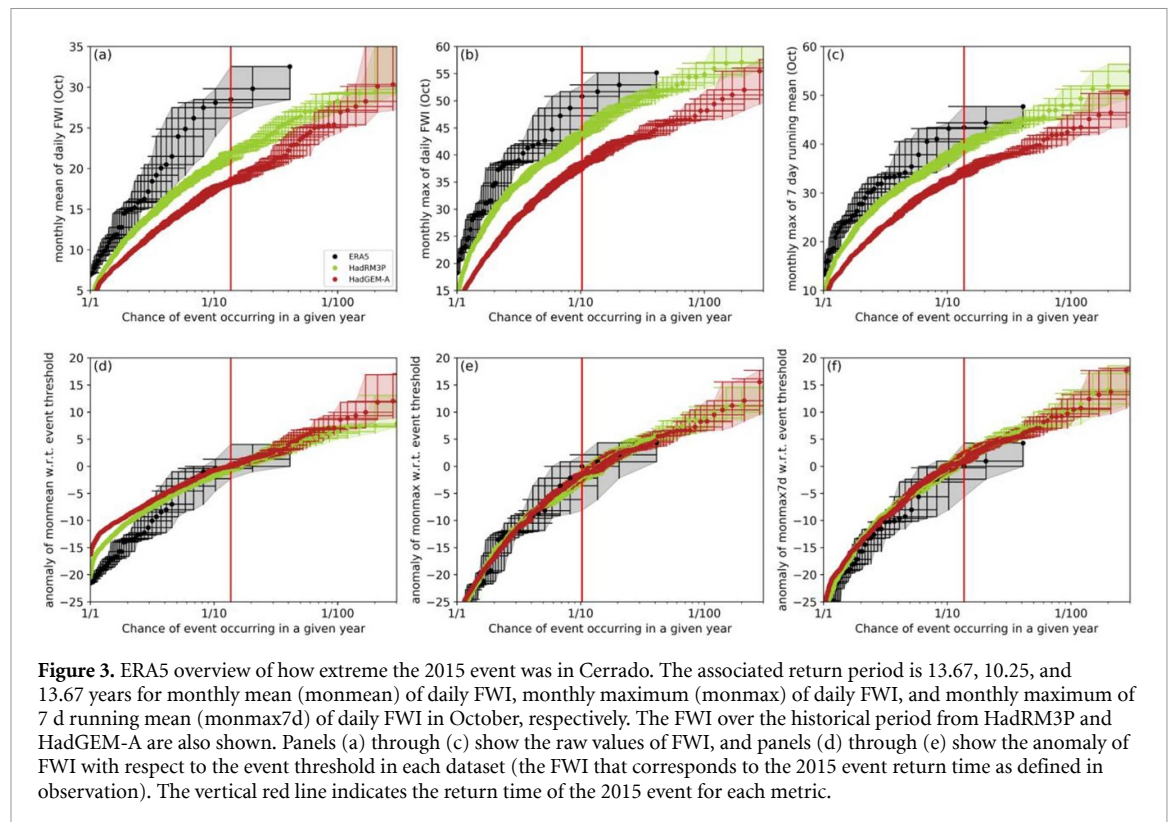 (a)
35
30
25
20
15
10
5
monthly mean of daily FWI (Oct)
ERA5
HadRM3P
HadGEM-A
1/1 1/10 1/100
Chance of event occurring in a given year
(b)
60
55
50
45
40
35
30
25
20
15
monthly max of daily FWI (Oct)
1/1 1/10 1/100
Chance of event occurring in a given year
(c)
60
50
40
30
20
10
monthly max of 7 day running mean (Oct)
1/1 1/10 1/100
Chance of event occurring in a given year
(d)
20
15
10
5
0
−5
−10
−15
−20
−25
anomaly of monmean w.r.t. event threshold
1/1 1/10 1/100
Chance of event occurring in a given year
(e)
20
15
10
5
0
−5
−10
−15
−20
−25
anomaly of monmax w.r.t. event threshold
1/1 1/10 1/100
Chance of event occurring in a given year
(f)
20
15
10
5
0
−5
−10
−15
−20
−25
anomaly of monmax7d w.r.t. event threshold
1/1 1/10 1/100
Chance of event occurring in a given year
Figure 3. ERA5 overview of how extreme the 2015 event was in Cerrado. The associated return period is 13.67, 10.25, and
13.67 years for monthly mean (monmean) of daily FWI, monthly maximum (monmax) of daily FWI, and monthly maximum of
7 d running mean (monmax7d) of daily FWI in October, respectively. The FWI over the historical period from HadRM3P and
HadGEM-A are also shown. Panels (a) through (c) show the raw values of FWI, and panels (d) through (e) show the anomaly of
FWI with respect to the event threshold in each dataset (the FWI that corresponds to the 2015 event return time as defined in
observation). The vertical red line indicates the return time of the 2015 event for each metric.